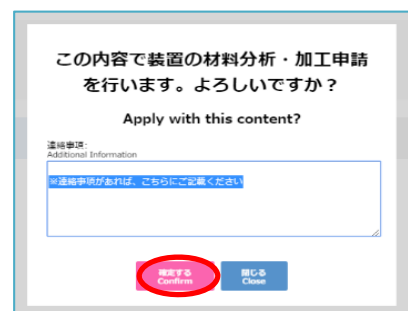 この内容で装置の材料分析・加工申請
を行います。よろしいですか？
Apply with this content?
連絡事項:
Additional Information
※連絡事項があれば、こちらにご記載ください
確定する
Confirm
閉じる
Close